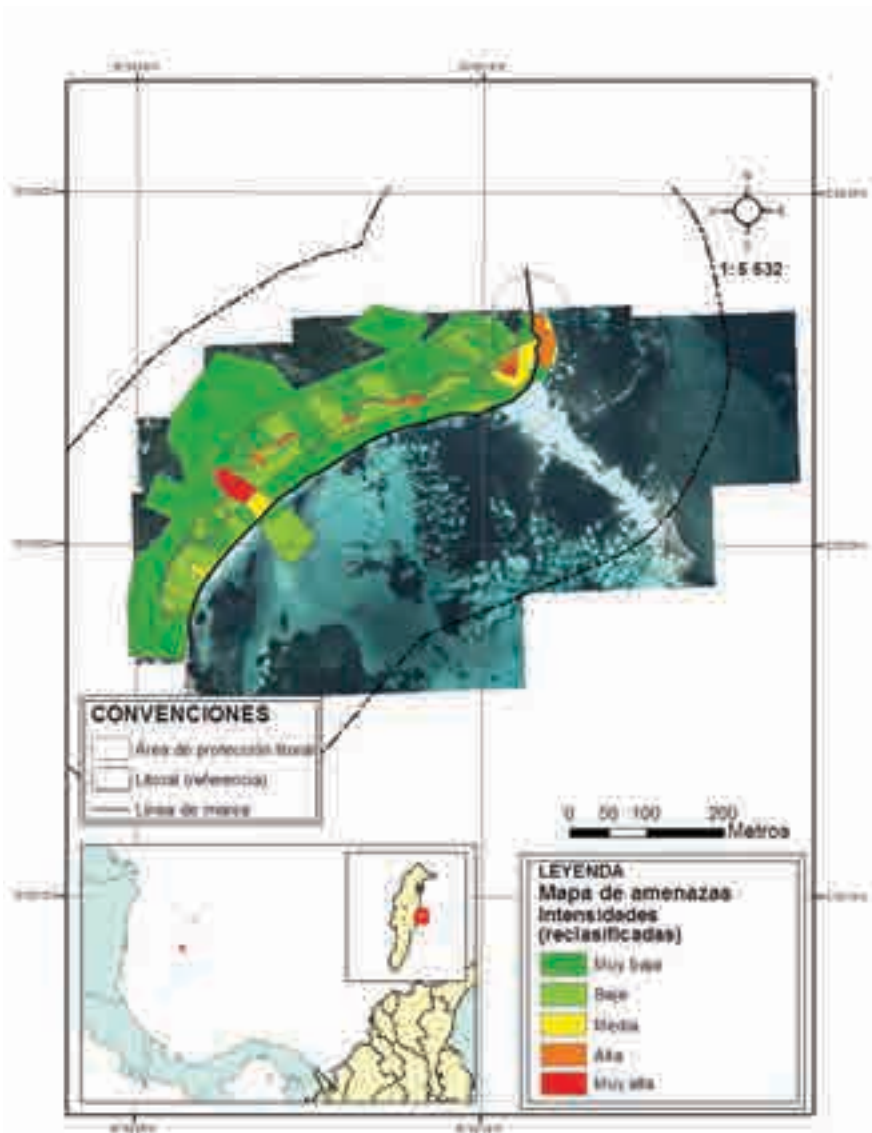 1: 5 632
CONVENCIONES
Área de protección litoral
Litoral (referencia)
Línea de marea
0 50 100 200
Metros
LEYENDA
Mapa de amenazas
Intensidades
(reclasificadas)
Muy baja
Baja
Media
Alta
Muy alta